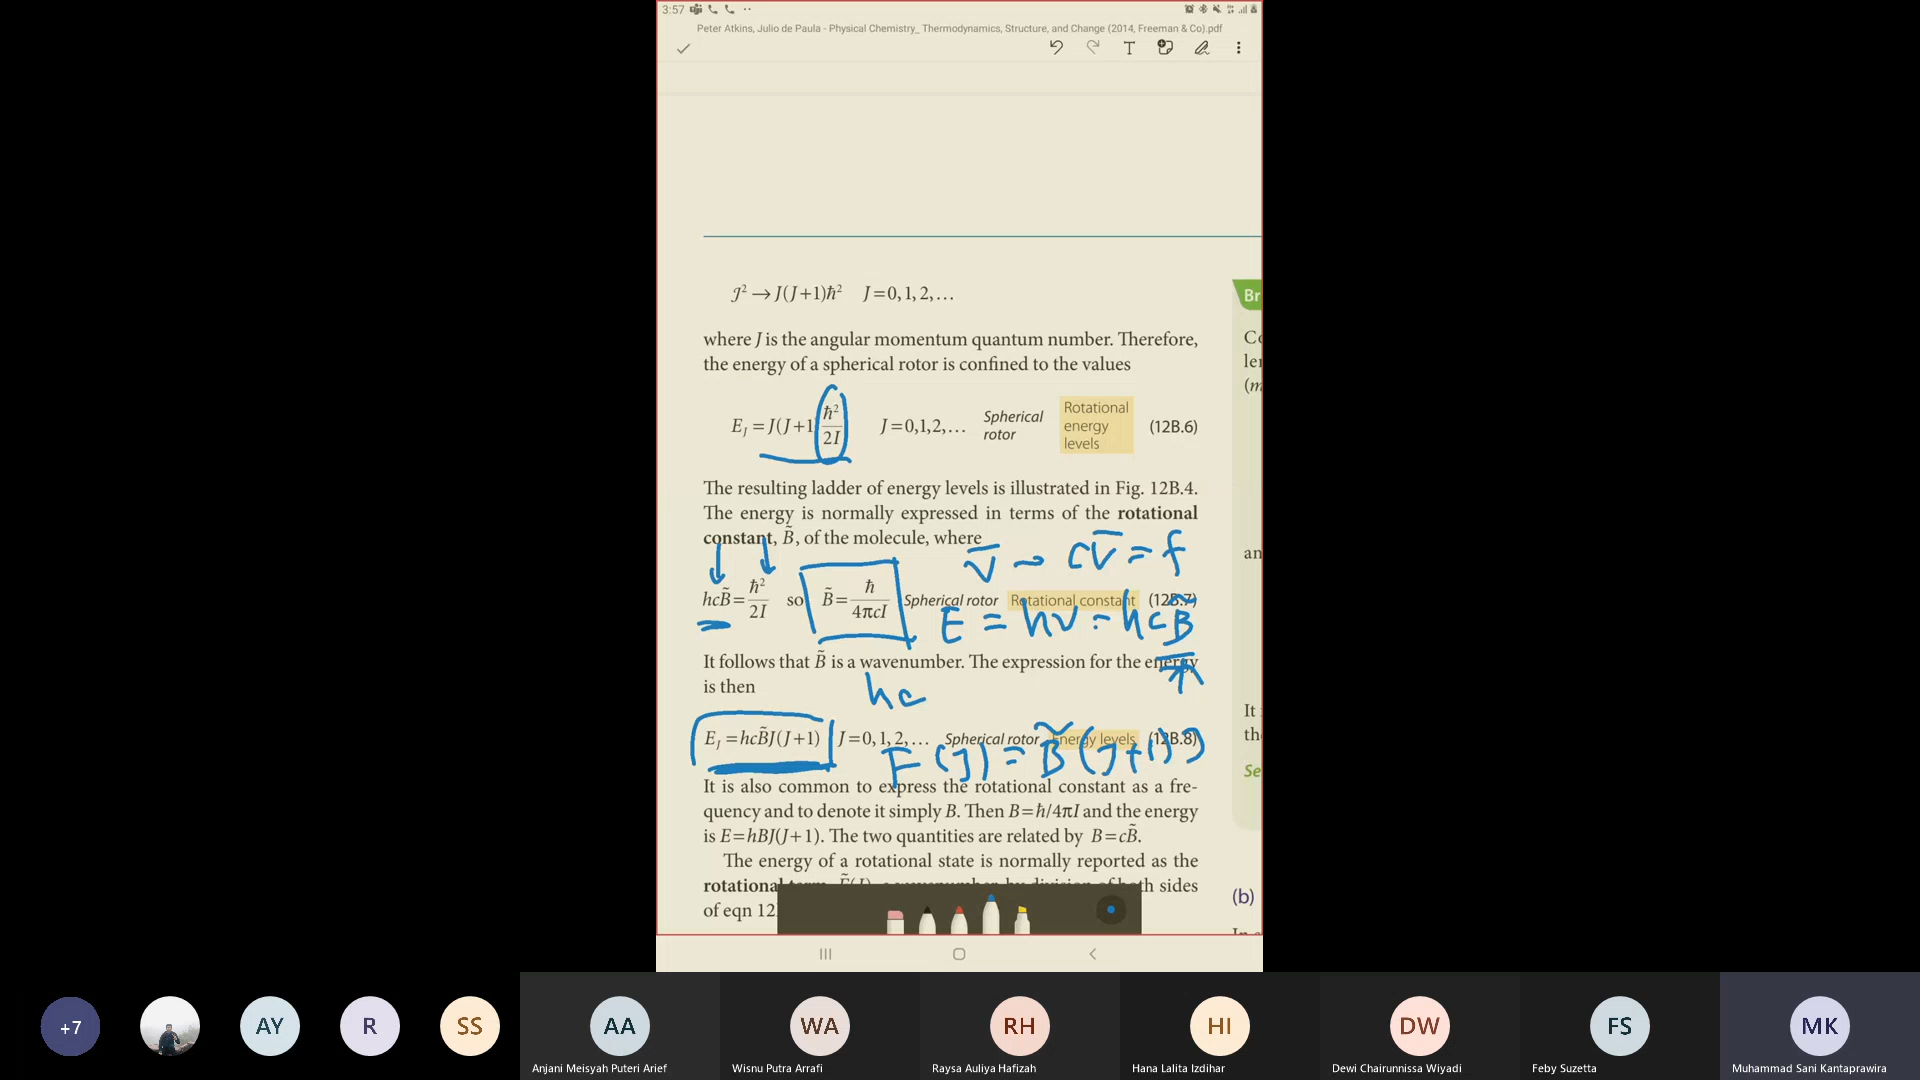 3:57
Peter Atkins, Julio de Paula - Physical Chemistry_ Thermodynamics, Structure, and Change (2014, Freeman & Co).pdf
𝒥² → J(J+1)ħ² J=0,1,2,…
where J is the angular momentum quantum number. Therefore,
the energy of a spherical rotor is confined to the values
E_J = J(J+1 ħ²/2I J=0,1,2,… Spherical rotor Rotational energy levels (12B.6)
The resulting ladder of energy levels is illustrated in Fig. 12B.4.
The energy is normally expressed in terms of the rotational
constant, B̃, of the molecule, where
v̄ → cv̄ = f
hcB̃ = ħ²/2I so B̃ = ħ/4πcI Spherical rotor Rotational constant (12B.7)
E = hν = hcB̃
It follows that B̃ is a wavenumber. The expression for the energy
is then
hc
E_J = hcB̃J(J+1) J=0,1,2,… Spherical rotor Energy levels (12B.8)
F(J) = B̃(J+1)J
It is also common to express the rotational constant as a fre-
quency and to denote it simply B. Then B=ħ/4πI and the energy
is E=hBJ(J+1). The two quantities are related by B=cB̃.
The energy of a rotational state is normally reported as the
rotational term, F̃(J), a wavenumber, by division of both sides
of eqn 12
Br
(m
an
It
Se
(b)
+7
AY
R
SS
AA
WA
RH
HI
DW
FS
MK
Anjani Meisyah Puteri Arief
Wisnu Putra Arrafi
Raysa Auliya Hafizah
Hana Lalita Izdihar
Dewi Chairunnissa Wiyadi
Feby Suzetta
Muhammad Sani Kantaprawira